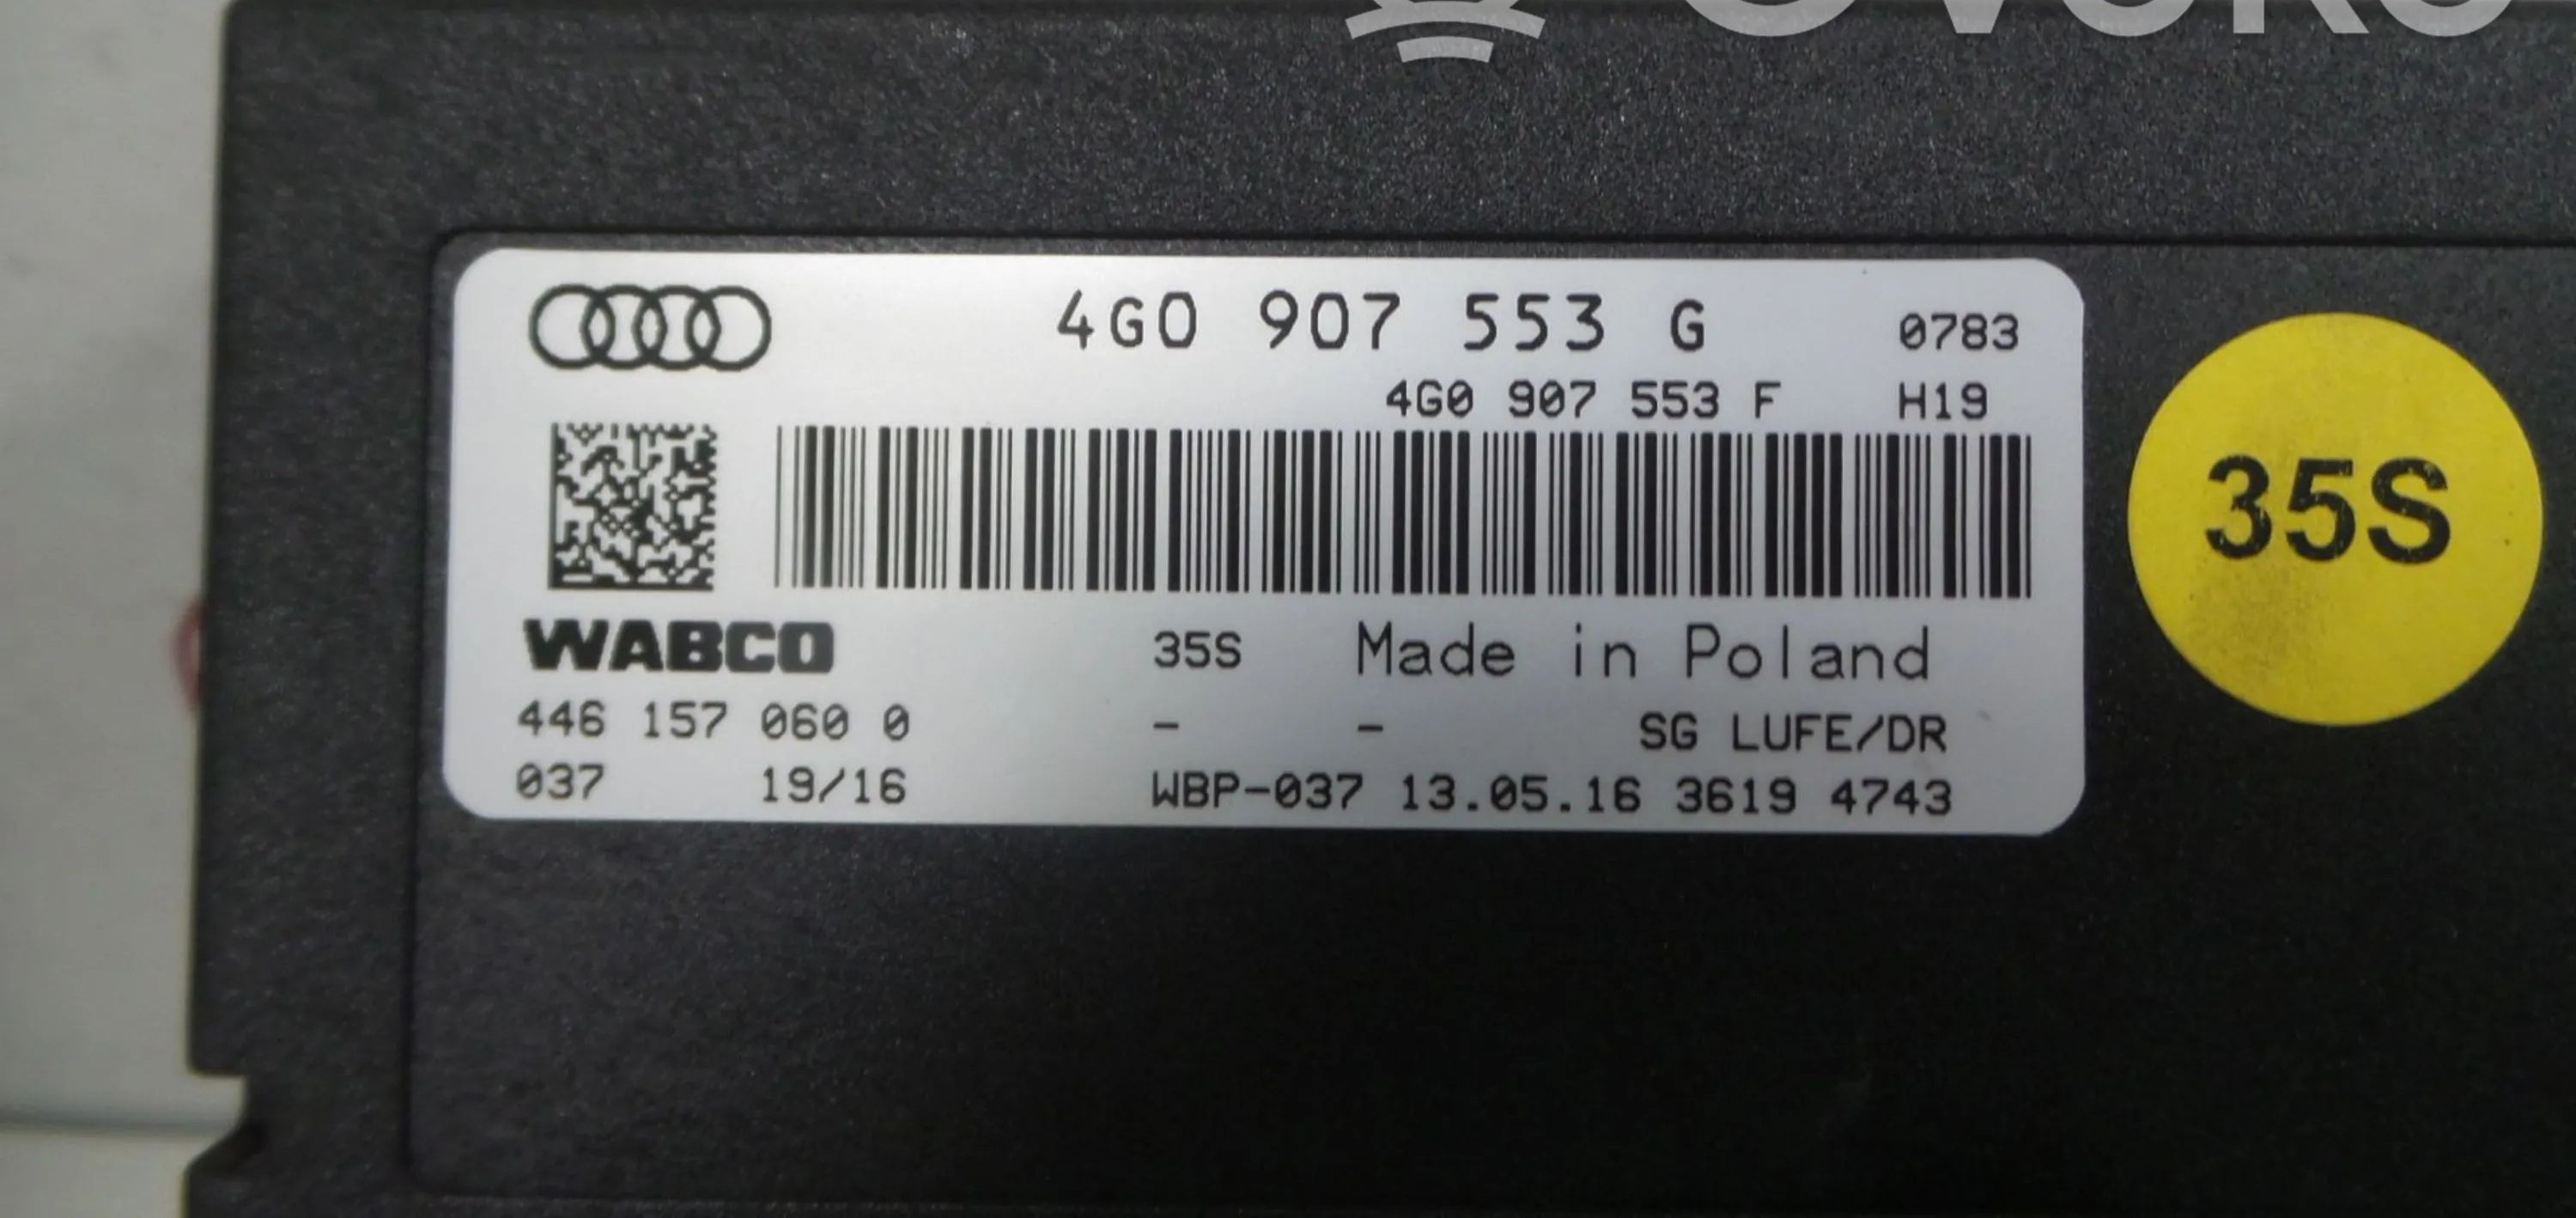 4G0 907 553 G 0783
4G0 907 553 F H19
WABCO 35S Made in Poland
446 157 060 0 - - SG LUFE/DR
037 19/16 WBP-037 13.05.16 3619 4743
35S